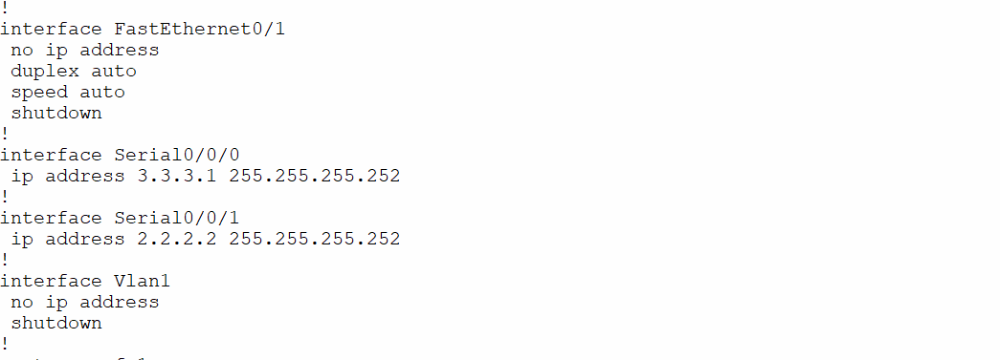 !
interface FastEthernet0/1
 no ip address
 duplex auto
 speed auto
 shutdown
!
interface Serial0/0/0
 ip address 3.3.3.1 255.255.255.252
!
interface Serial0/0/1
 ip address 2.2.2.2 255.255.255.252
!
interface Vlan1
 no ip address
 shutdown
!